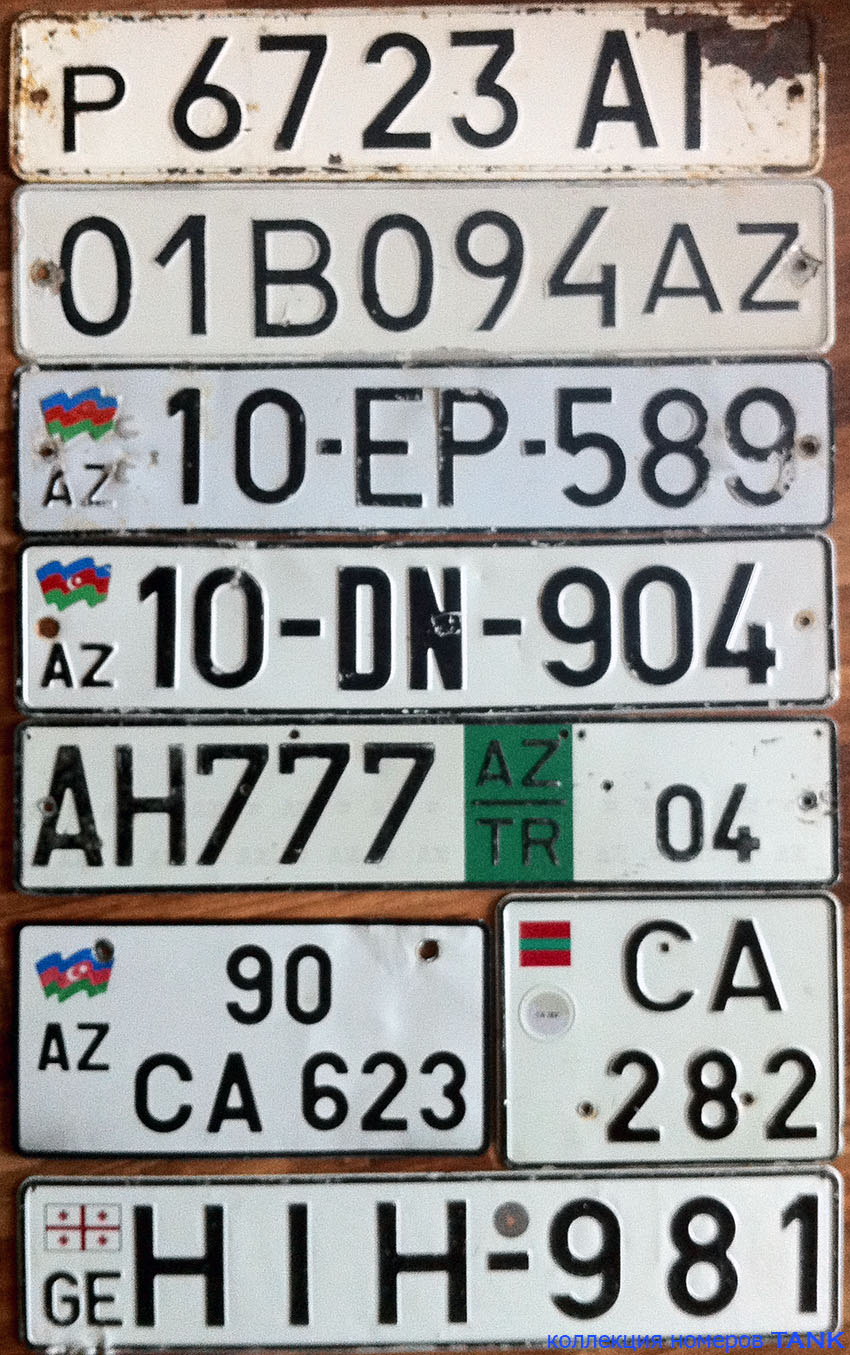 P 6723 AI
01B094AZ
AZ 10-EP-589
AZ 10-DN-904
AH777 AZ TR 04
90
AZ
CA 623
CA
282
GE HIH-981
коллекция номеров TANK